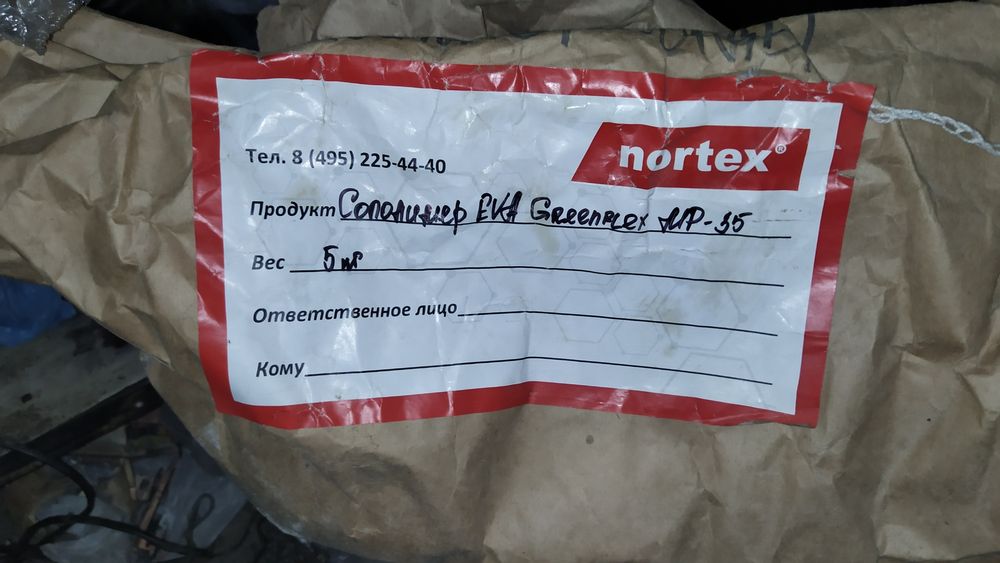 nortex®
Тел. 8 (495) 225-44-40
Продукт Сополимер EVA Greenflex MP-35
Вес 5 кг
Ответственное лицо
Кому